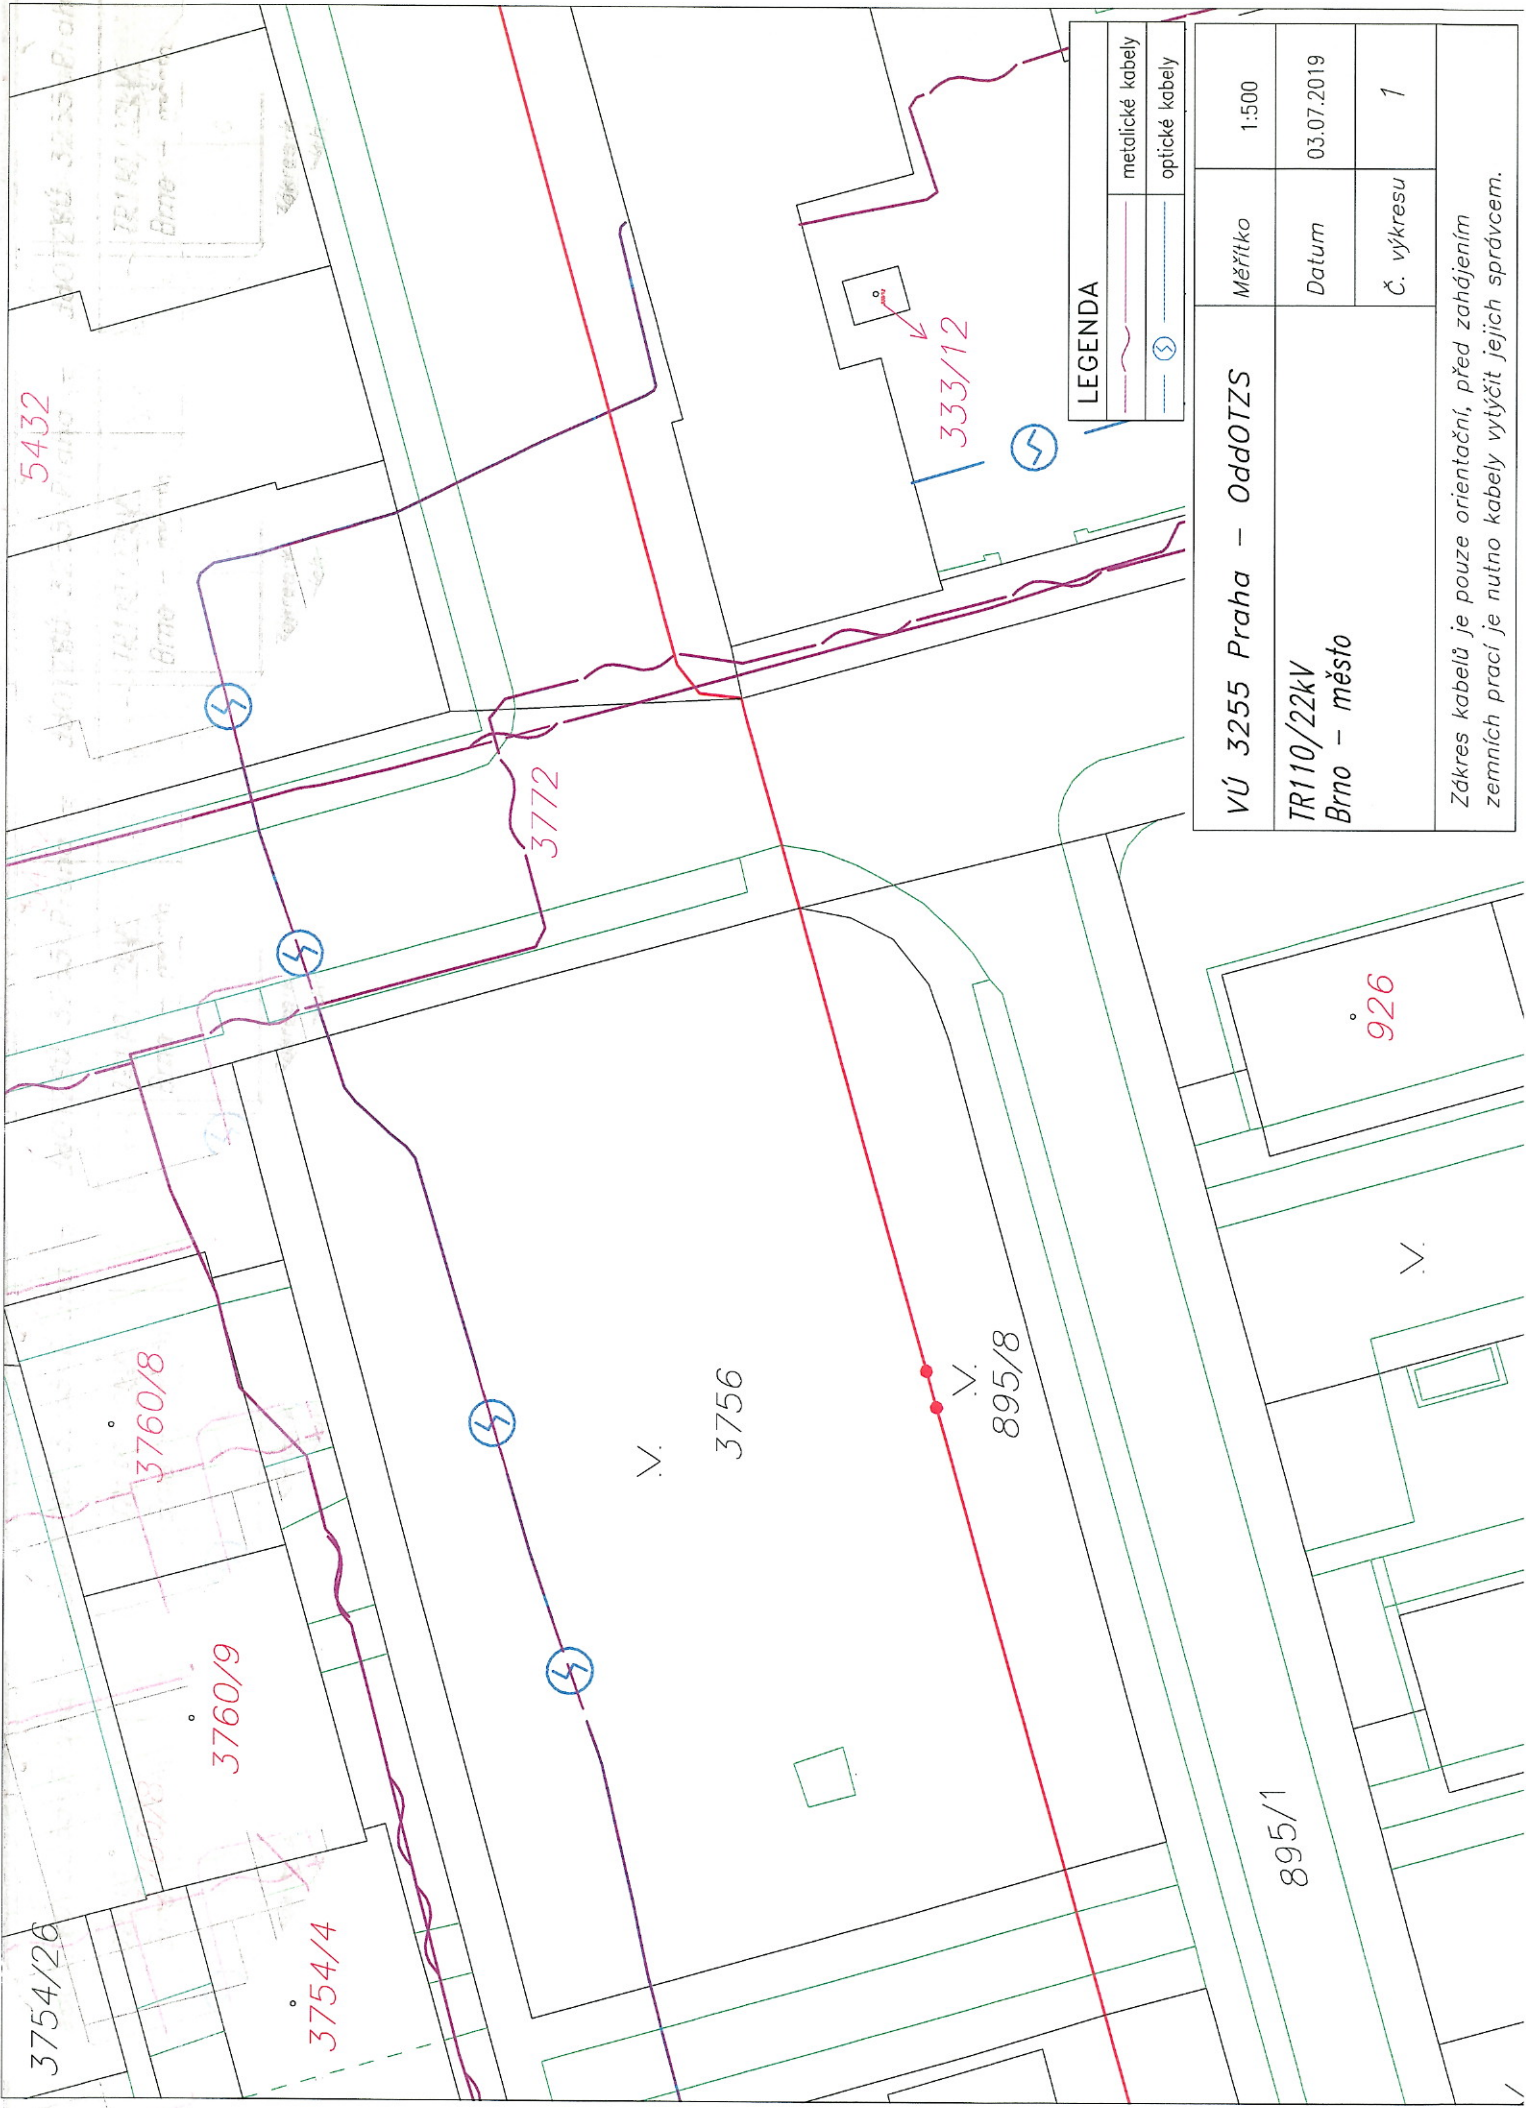 5432
333/12
3772
926
3760/8
3756
895/8
3760/9
895/1
3754/26
3754/4
LEGENDA
metalické kabely
optické kabely
VÚ 3255 Praha – OddOTZS
Měřítko
1:500
TR110/22kV
Brno – město
Datum
03.07.2019
Č. výkresu
1
Zákres kabelů je pouze orientační, před zahájením
zemních prací je nutno kabely vytýčit jejich správcem.